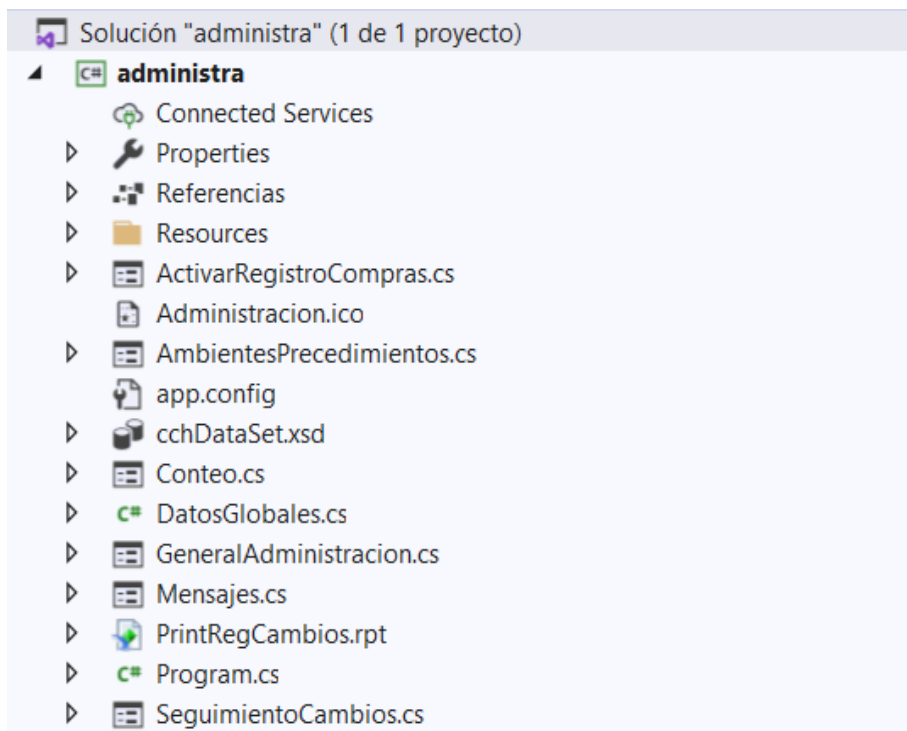 Solución "administra" (1 de 1 proyecto)
C# administra
Connected Services
Properties
Referencias
Resources
ActivarRegistroCompras.cs
Administracion.ico
AmbientesPrecedimientos.cs
app.config
cchDataSet.xsd
Conteo.cs
C# DatosGlobales.cs
GeneralAdministracion.cs
Mensajes.cs
PrintRegCambios.rpt
C# Program.cs
SeguimientoCambios.cs